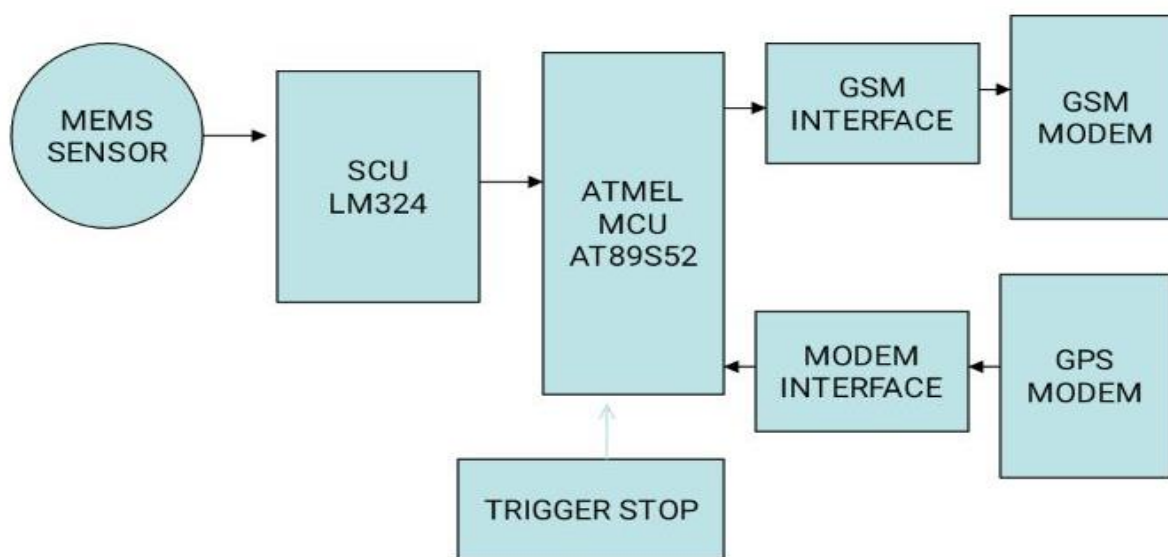 MEMS
SENSOR
SCU
LM324
ATMEL
MCU
AT89S52
GSM
INTERFACE
GSM
MODEM
MODEM
INTERFACE
GPS
MODEM
TRIGGER STOP